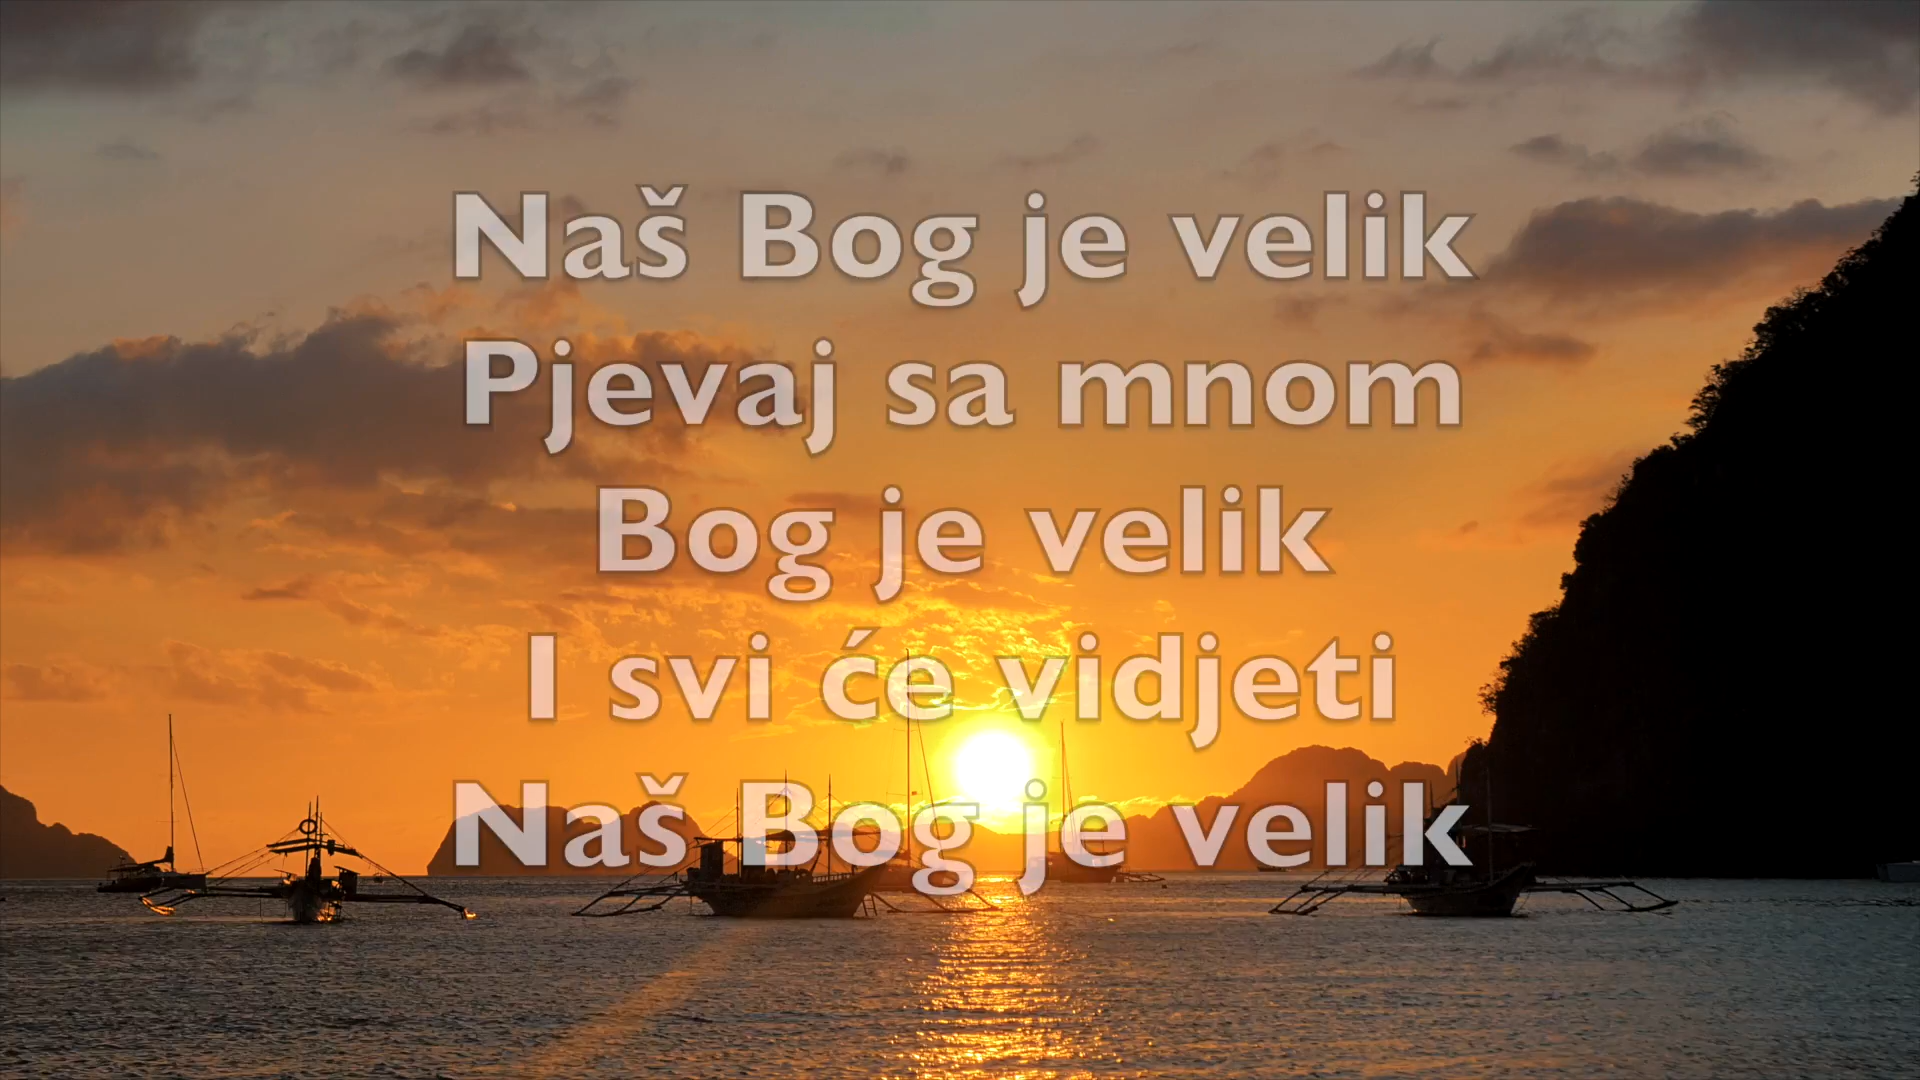 Naš Bog je velik
Pjevaj sa mnom
Bog je velik
I svi će vidjeti
Naš Bog je velik